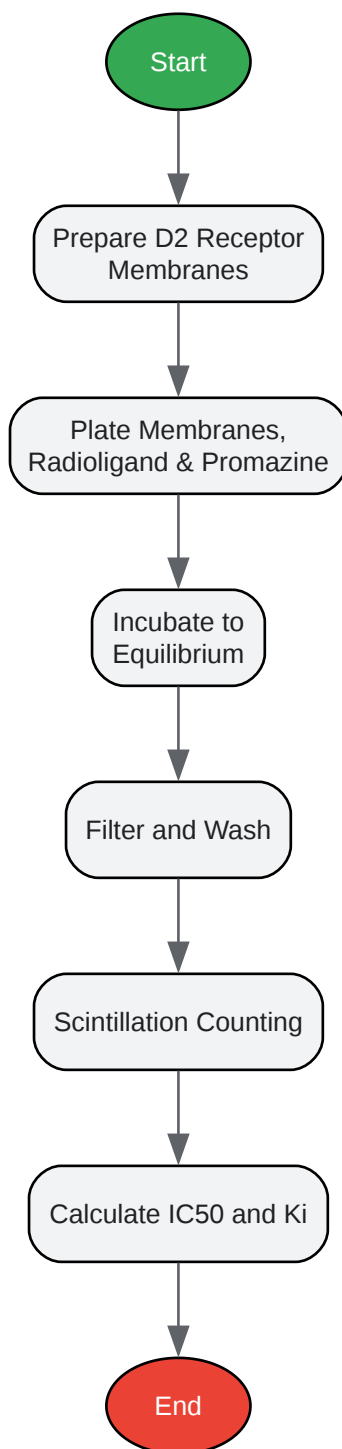 Start
Prepare D2 Receptor
Membranes
Plate Membranes,
Radioligand & Promazine
Incubate to
Equilibrium
Filter and Wash
Scintillation Counting
Calculate IC50 and Ki
End